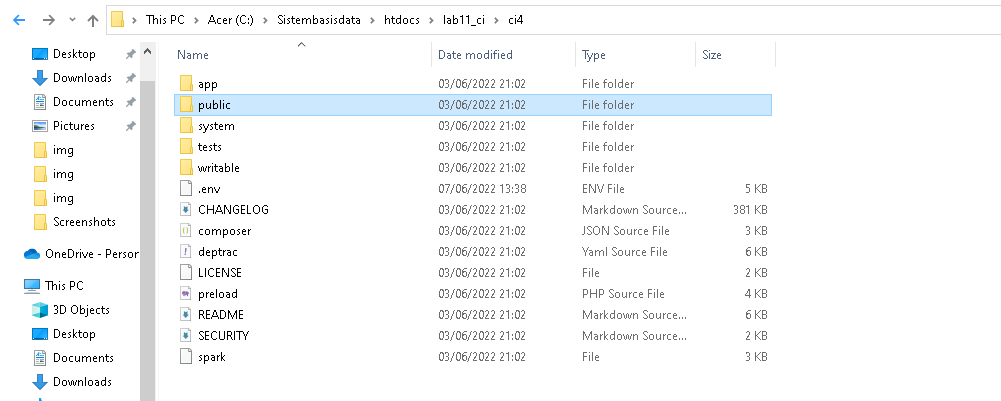 This PC > Acer (C:) > Sistembasisdata > htdocs > lab11_ci > ci4
Desktop
Downloads
Documents
Pictures
img
img
img
Screenshots
OneDrive - Person
This PC
3D Objects
Desktop
Documents
Downloads
Name Date modified Type Size
app 03/06/2022 21:02 File folder
public 03/06/2022 21:02 File folder
system 03/06/2022 21:02 File folder
tests 03/06/2022 21:02 File folder
writable 03/06/2022 21:02 File folder
.env 07/06/2022 13:38 ENV File 5 KB
CHANGELOG 03/06/2022 21:02 Markdown Source... 381 KB
composer 03/06/2022 21:02 JSON Source File 3 KB
deptrac 03/06/2022 21:02 Yaml Source File 6 KB
LICENSE 03/06/2022 21:02 File 2 KB
preload 03/06/2022 21:02 PHP Source File 4 KB
README 03/06/2022 21:02 Markdown Source... 6 KB
SECURITY 03/06/2022 21:02 Markdown Source... 2 KB
spark 03/06/2022 21:02 File 3 KB